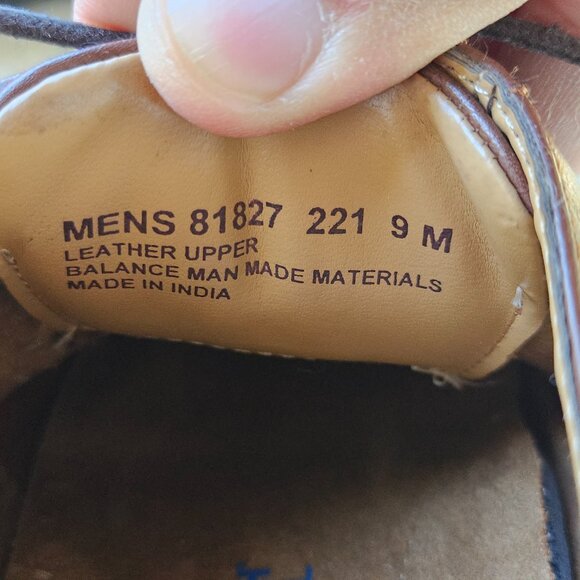 MENS 81827 221 9 M
LEATHER UPPER
BALANCE MAN MADE MATERIALS
MADE IN INDIA